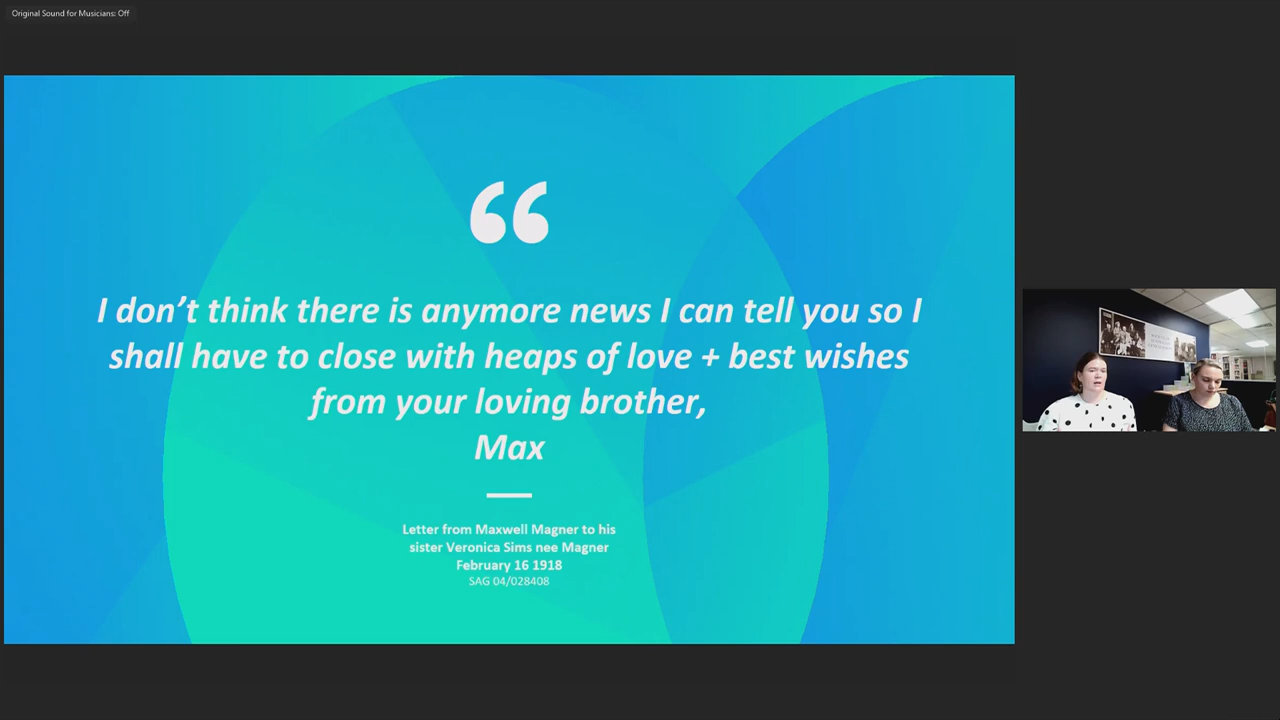 Original Sound for Musicians: Off
“
I don’t think there is anymore news I can tell you so I
shall have to close with heaps of love + best wishes
from your loving brother,
Max
Letter from Maxwell Magner to his
sister Veronica Sims nee Magner
February 16 1918
SAG 04/028408